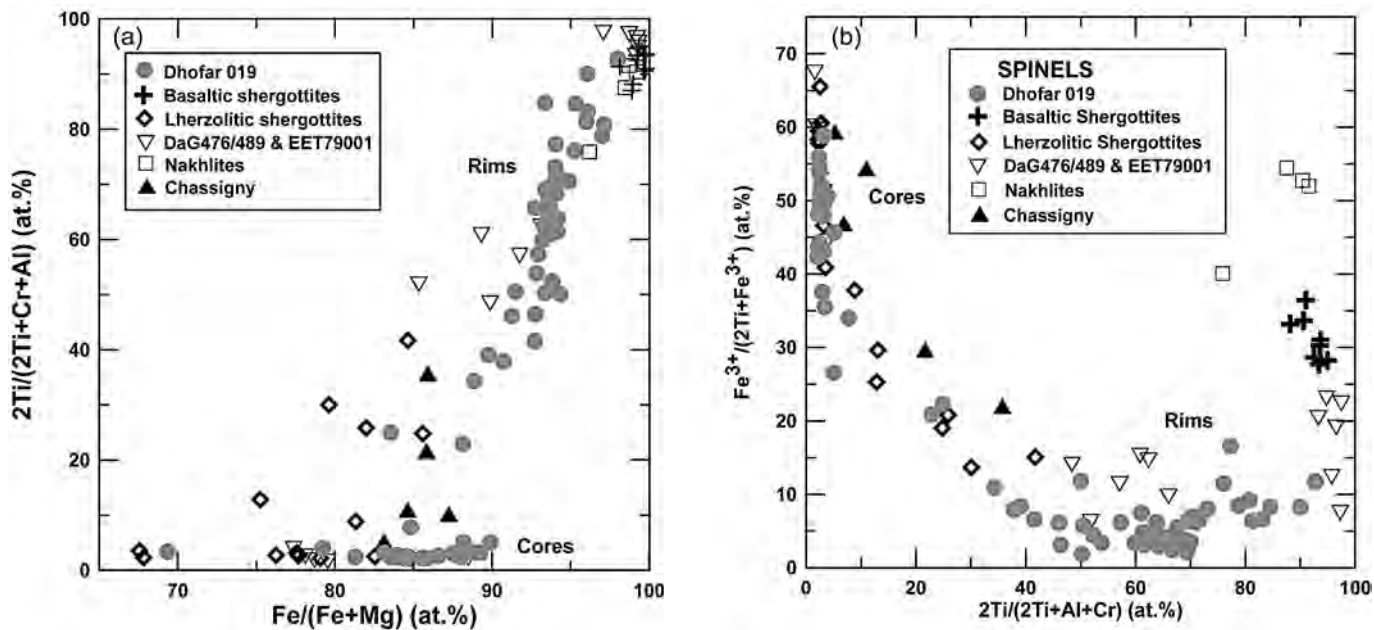 (a)
Dhofar 019
Basaltic shergottites
Lherzolitic shergottites
DaG476/489 & EET79001
Nakhlites
Chassigny
Rims
Cores
100
80
60
40
20
0
2Ti/(2Ti+Cr+Al) (at.%)
70
80
90
100
Fe/(Fe+Mg) (at.%)
(b)
SPINELS
Dhofar 019
Basaltic Shergottites
Lherzolitic Shergottites
DaG476/489 & EET79001
Nakhlites
Chassigny
Cores
Rims
70
60
50
40
30
20
10
0
Fe³⁺/(2Ti+Fe³⁺) (at.%)
0
20
40
60
80
100
2Ti/(2Ti+Al+Cr) (at.%)